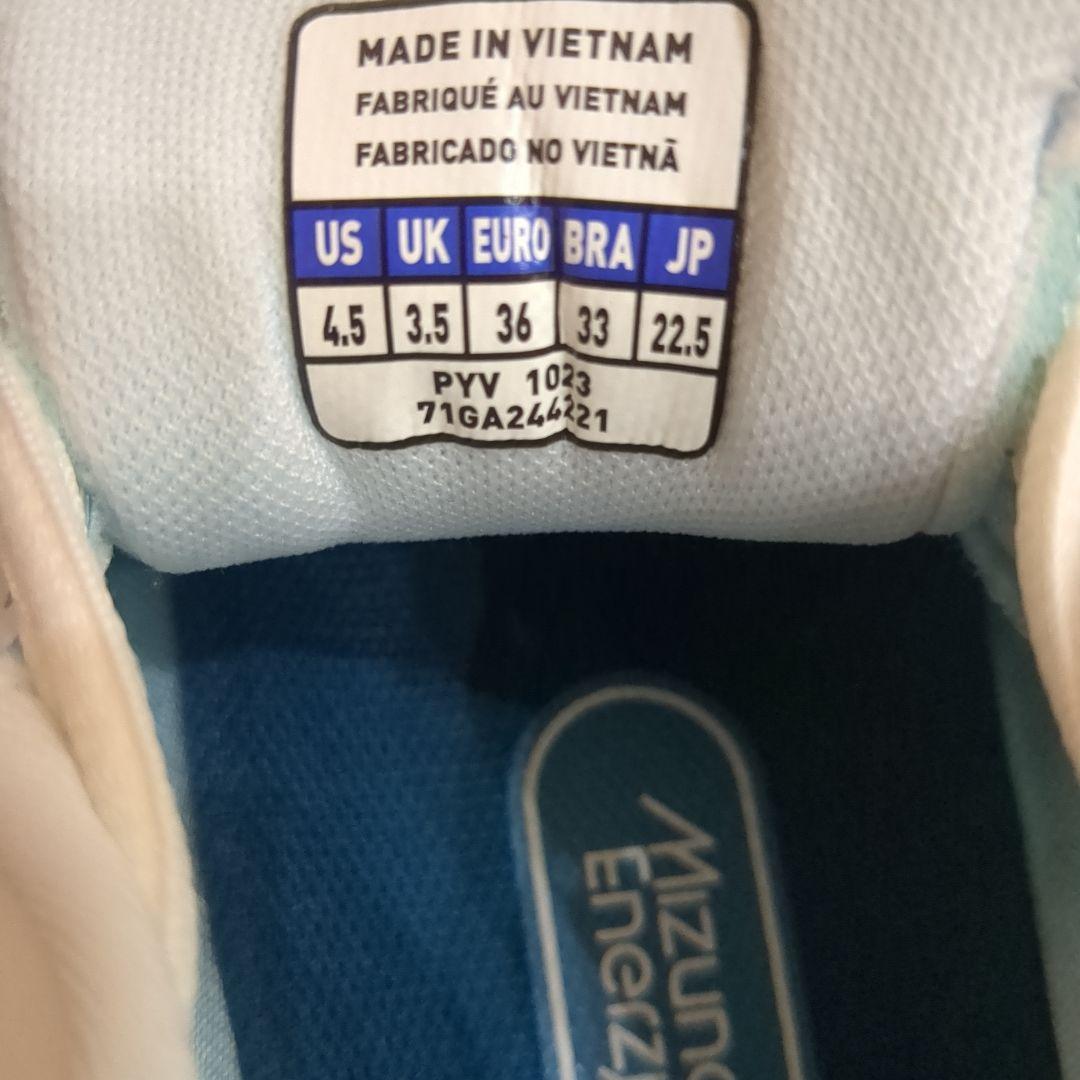 MADE IN VIETNAM
FABRIQUÉ AU VIETNAM
FABRICADO NO VIETNÃ
US UK EURO BRA JP
4.5 3.5 36 33 22.5
PYV 1023
71GA244221
Mizuno
Enerzy